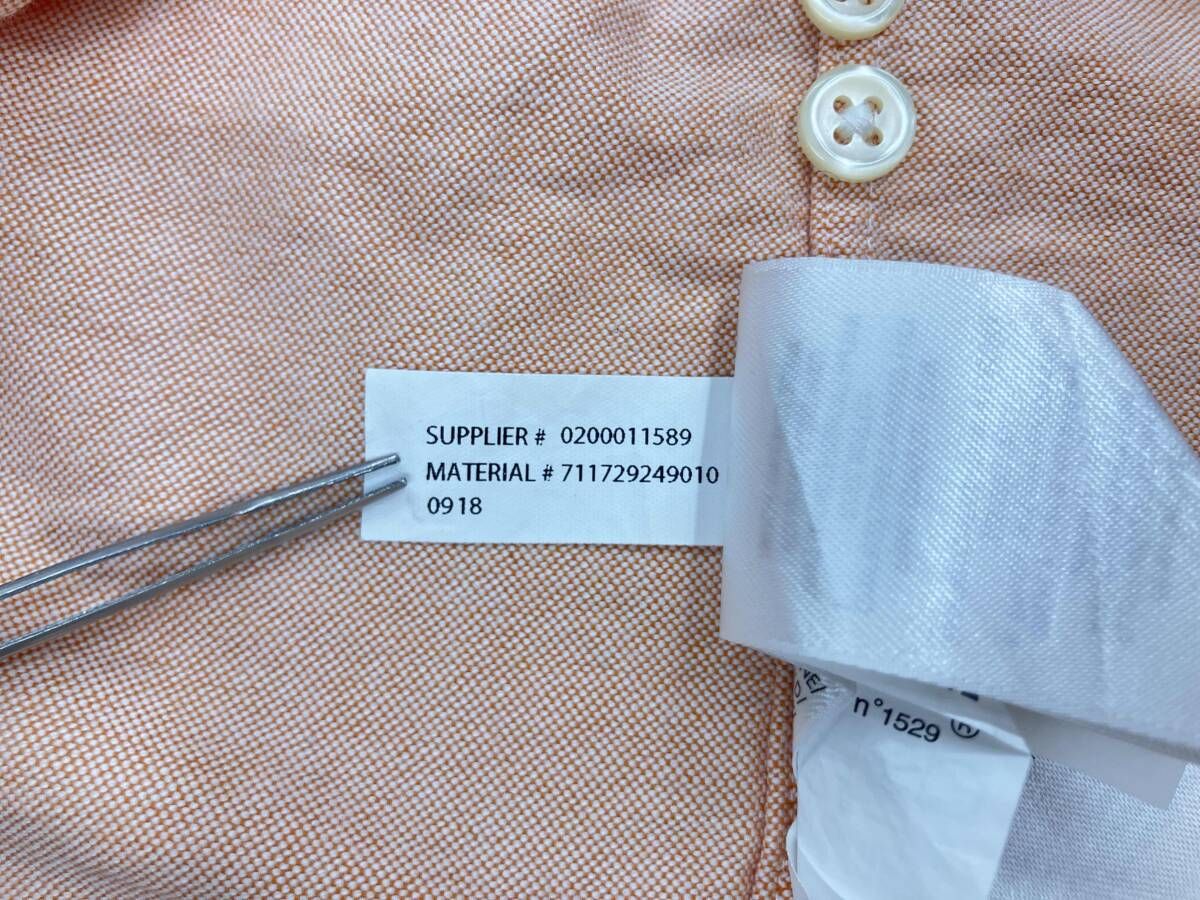 SUPPLIER # 0200011589
MATERIAL # 711729249010
0918
n°1529 ®